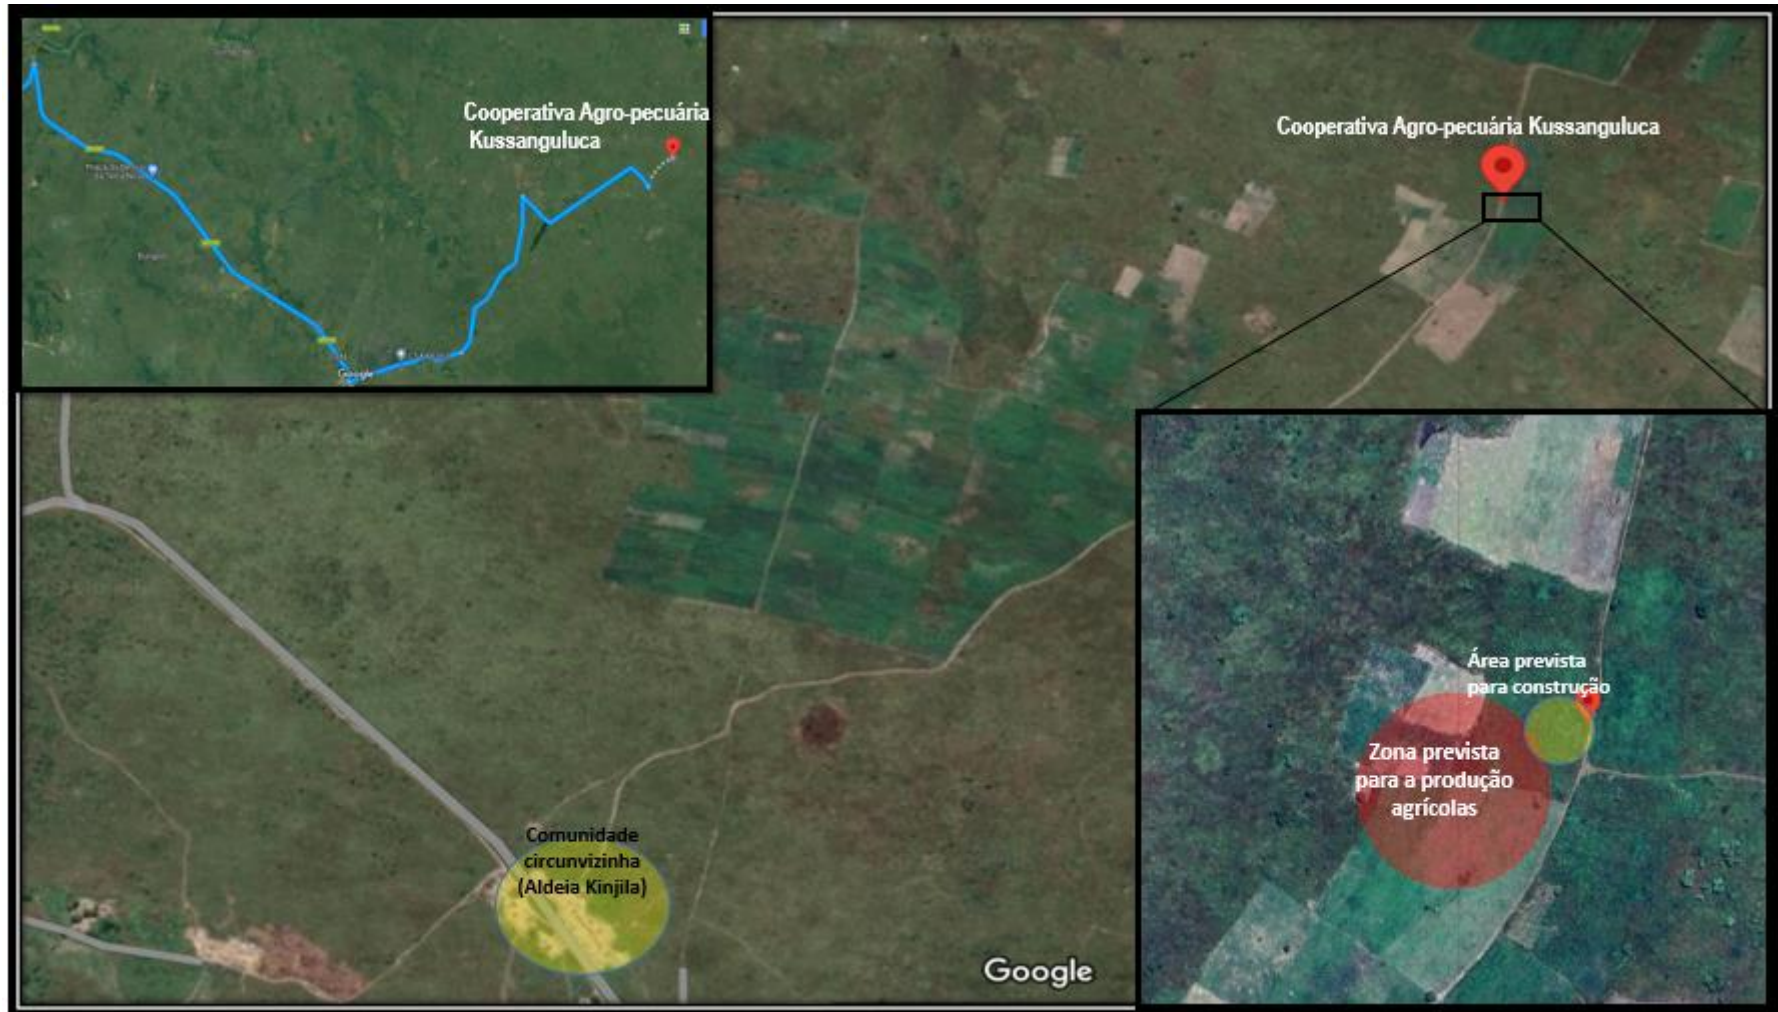 Cooperativa Agro-pecuária
Kussanguluca
Google
Cooperativa Agro-pecuária Kussanguluca
Área prevista
para construção
Zona prevista
para a produção
agrícolas
Comunidade
circunvizinha
(Aldeia Kinjila)
Google